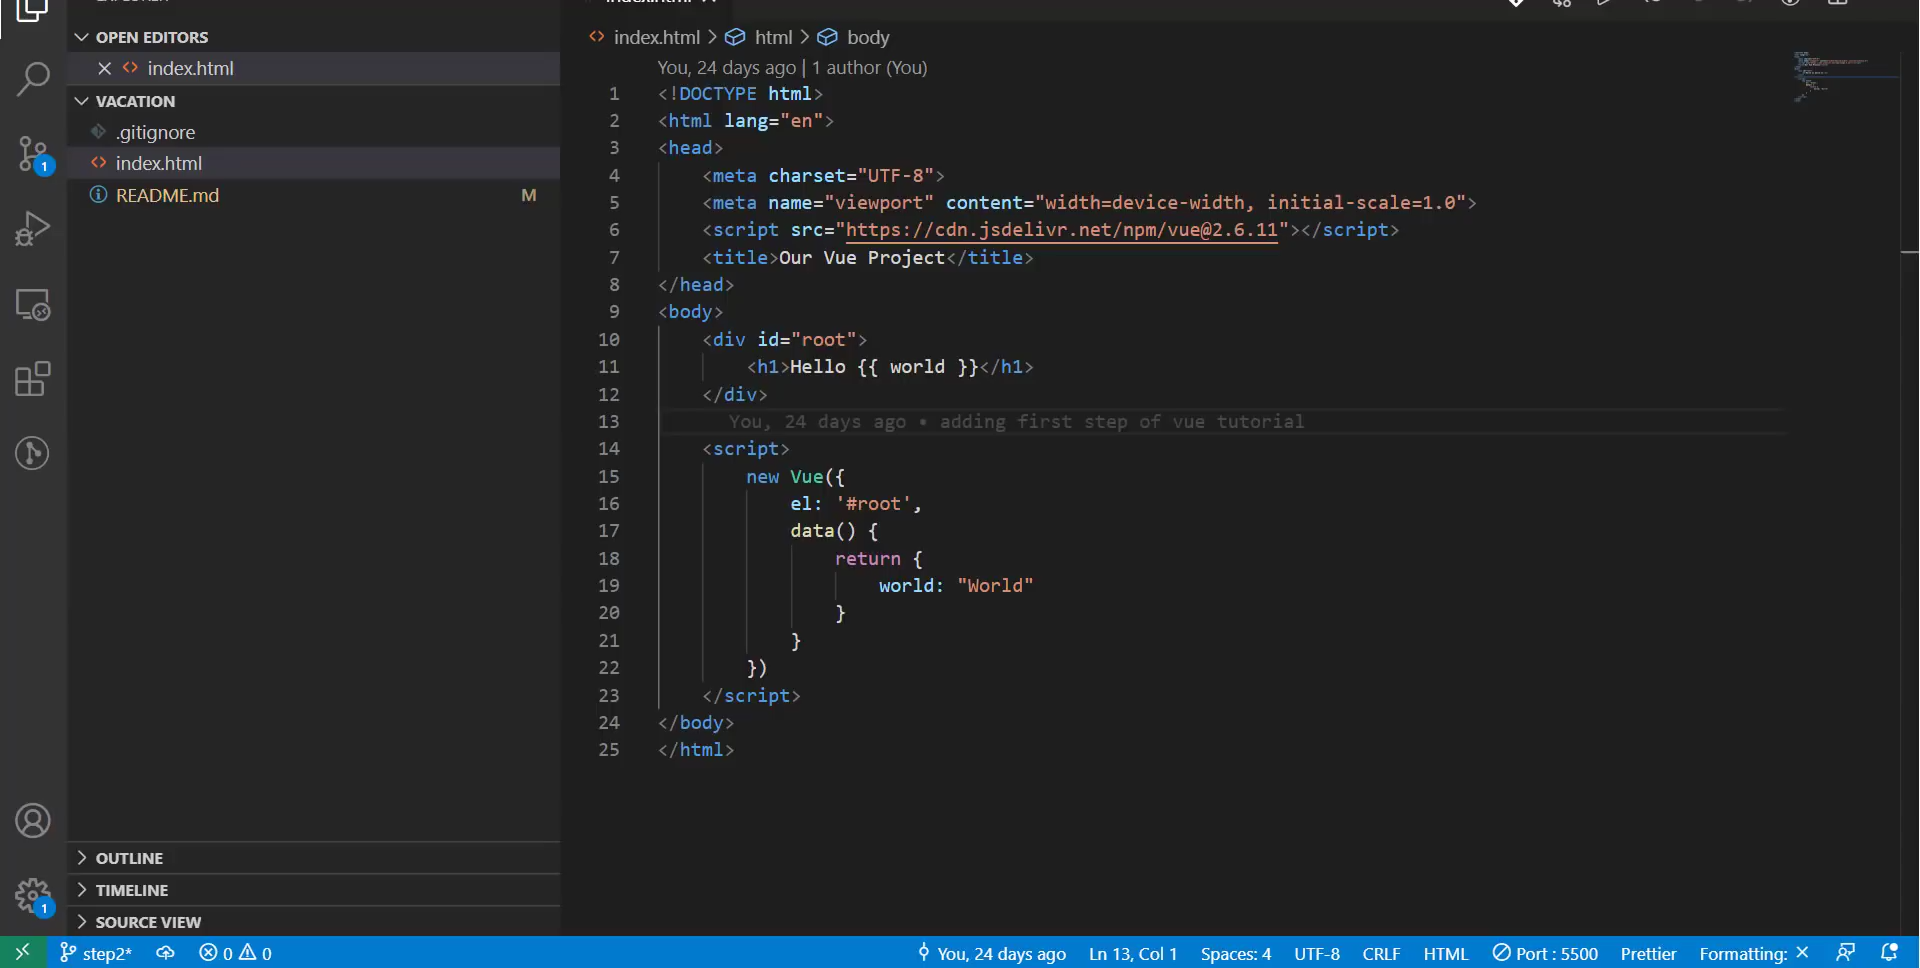 OPEN EDITORS
index.html
VACATION
.gitignore
index.html
README.md M
index.html > html > body
You, 24 days ago | 1 author (You)
1 <!DOCTYPE html>
2 <html lang="en">
3 <head>
4 <meta charset="UTF-8">
5 <meta name="viewport" content="width=device-width, initial-scale=1.0">
6 <script src="https://cdn.jsdelivr.net/npm/vue@2.6.11"></script>
7 <title>Our Vue Project</title>
8 </head>
9 <body>
10 <div id="root">
11 <h1>Hello {{ world }}</h1>
12 </div>
13 You, 24 days ago • adding first step of vue tutorial
14 <script>
15 new Vue({
16 el: '#root',
17 data() {
18 return {
19 world: "World"
20 }
21 }
22 })
23 </script>
24 </body>
25 </html>
1
OUTLINE
TIMELINE
1
SOURCE VIEW
step2* 0 0 You, 24 days ago Ln 13, Col 1 Spaces: 4 UTF-8 CRLF HTML Port : 5500 Prettier Formatting: ×